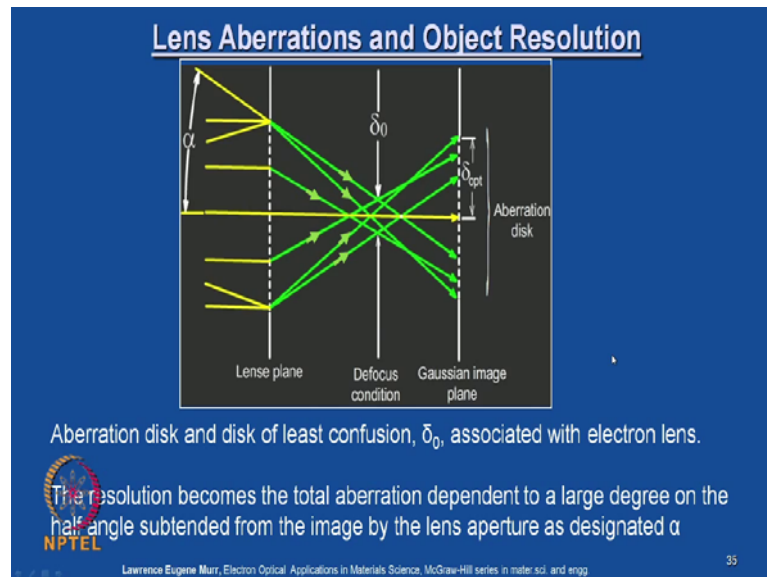 Lens Aberrations and Object Resolution
α
δ0
δopt
Aberration
disk
Lense plane
Defocus
condition
Gaussian image
plane
Aberration disk and disk of least confusion, δ0, associated with electron lens.
The resolution becomes the total aberration dependent to a large degree on the
half angle subtended from the image by the lens aperture as designated α
NPTEL
Lawrence Eugene Murr, Electron Optical Applications in Materials Science, McGraw-Hill series in mater.sci. and engg
35